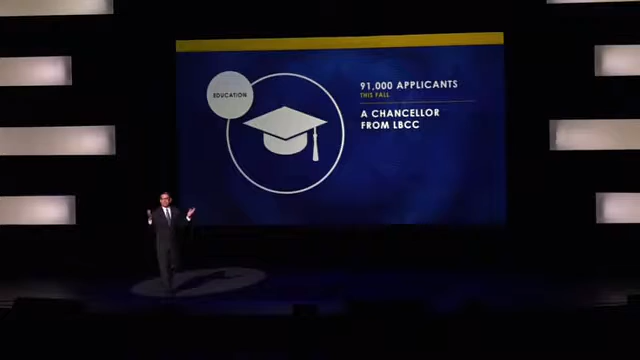 EDUCATION
91,000 APPLICANTS
THIS FALL
A CHANCELLOR
FROM LBCC